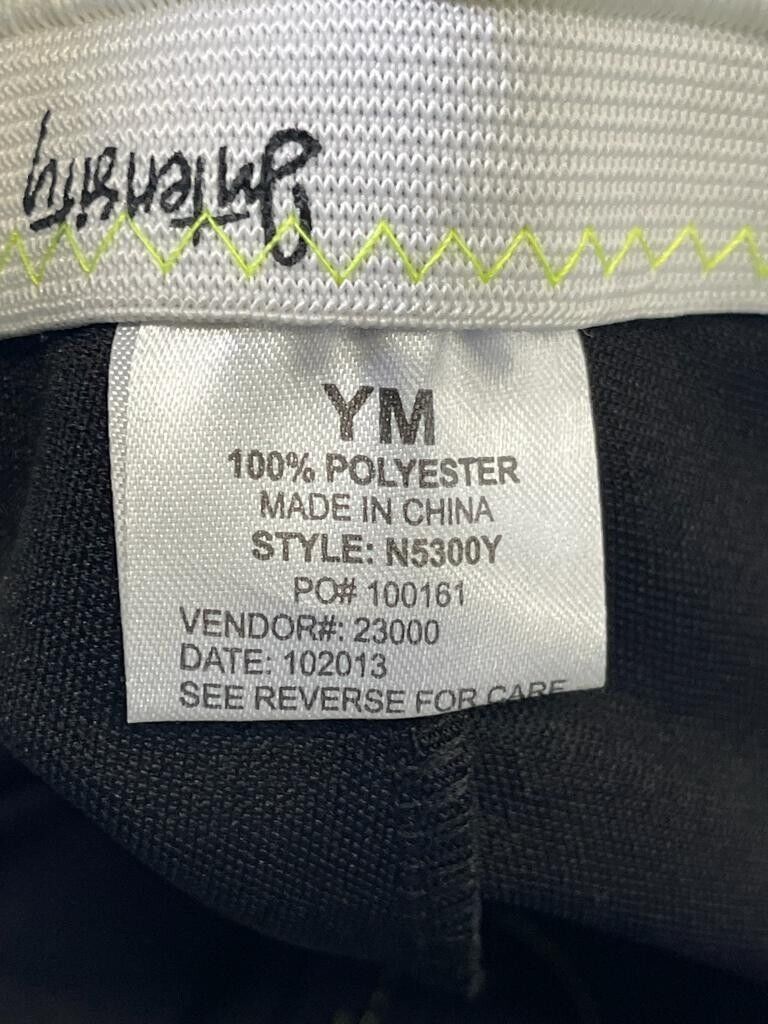 Intensity
YM
100% POLYESTER
MADE IN CHINA
STYLE: N5300Y
PO# 100161
VENDOR#: 23000
DATE: 102013
SEE REVERSE FOR CARE